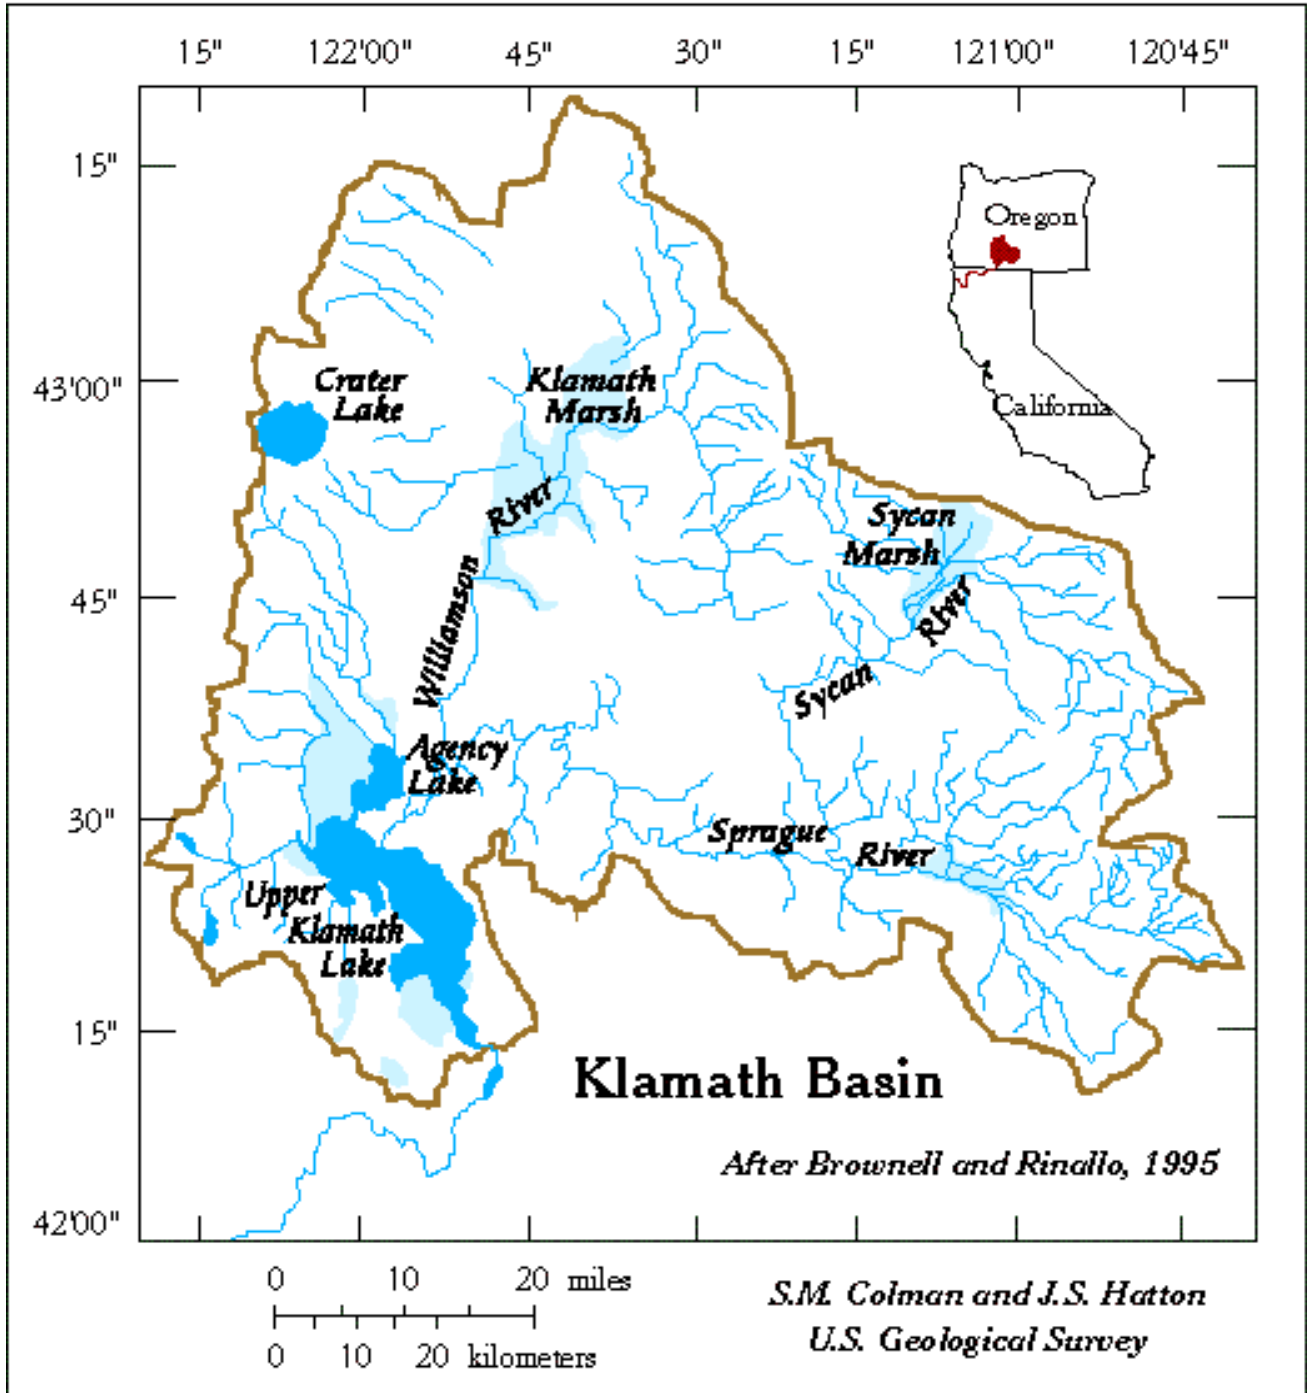 15" 122'00" 45" 30" 15" 121'00" 120'45"
15"
Oregon
43'00"
Crater
Lake
Klamath
Marsh
California
River
Sycan
Marsh
45"
Williamson
River
Sycan
Agency
Lake
30"
Sprague
River
Upper
Klamath
Lake
15"
Klamath Basin
After Brownell and Rinallo, 1995
42'00"
0 10 20 miles
0 10 20 kilometers
S.M. Colman and J.S. Hatton
U.S. Geological Survey